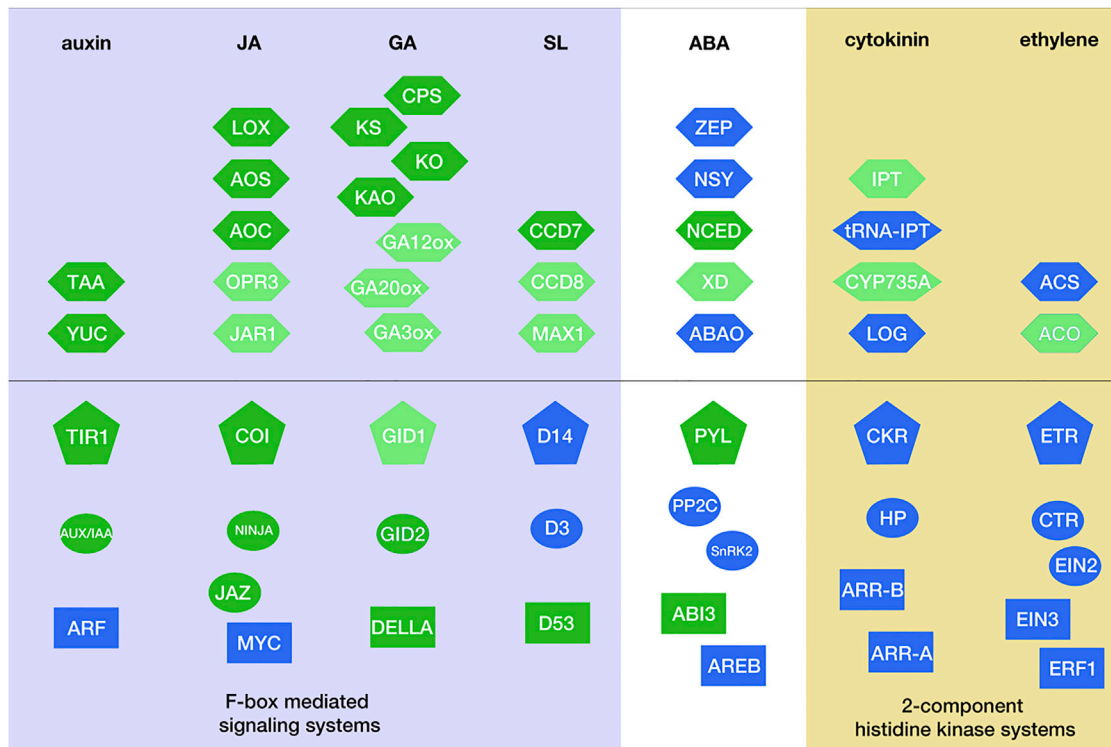 auxin JA GA SL ABA cytokinin ethylene
CPS
LOX KS ZEP
KO
AOS NSY IPT
KAO
AOC CCD7 NCED tRNA-IPT
GA12ox
TAA OPR3 GA20ox CCD8 XD CYP735A ACS
YUC JAR1 GA3ox MAX1 ABAO LOG ACO
TIR1 COI GID1 D14 PYL CKR ETR
PP2C
AUX/IAA NINJA GID2 D3 HP CTR
SnRK2
EIN2
JAZ ARR-B
ABI3
ARF DELLA D53 EIN3
MYC ARR-A
AREB ERF1
F-box mediated
signaling systems
2-component
histidine kinase systems